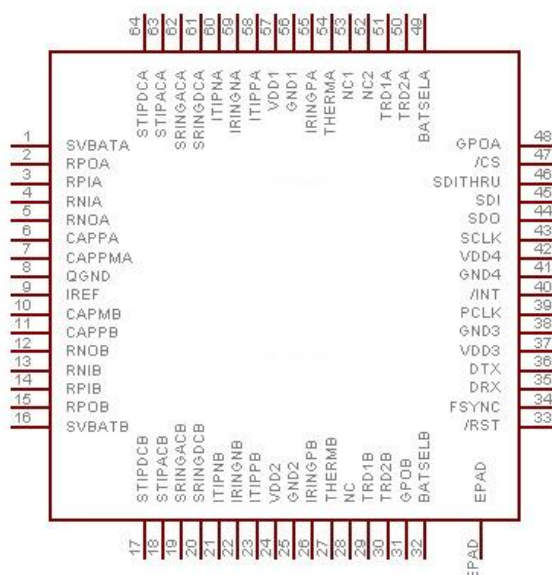 64 63 62 61 60 59 58 57 56 55 54 53 52 51 50 49
STIPDCA STIPACA SRINGACA SRINGDCA ITIPNA IRINGNA ITIPPA VDD1 GND1 IRINGPA THERMA NC1 NC2 TRD1A TRD2A BATSELA
1 SVBATA GPOA 48
2 RPOA /CS 47
3 RPIA SDITHRU 46
4 RNIA SDI 45
5 RNOA SDO 44
6 CAPPA SCLK 43
7 CAPPMA VDD4 42
8 QGND GND4 41
9 IREF /INT 40
10 CAPMB PCLK 39
11 CAPPB GND3 38
12 RNOB VDD3 37
13 RNIB DTX 36
14 RPIB DRX 35
15 RPOB FSYNC 34
16 SVBATB /RST 33
STIPDCB STIPACB SRINGACB SRINGDCB ITIPNB IRINGNB ITIPPB VDD2 GND2 IRINGPB THERMB NC TRD1B TRD2B GPOB BATSELB EPAD
17 18 19 20 21 22 23 24 25 26 27 28 29 30 31 32 EPAD